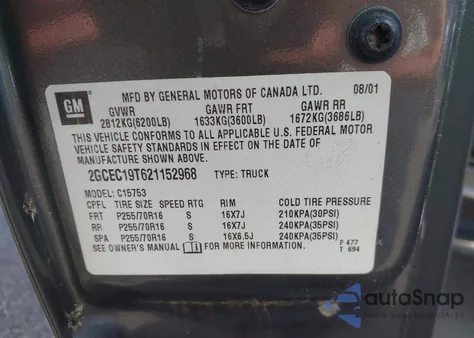 GM
MFD BY GENERAL MOTORS OF CANADA LTD. 08/01
GVWR GAWR FRT GAWR RR
2812KG(6200LB) 1633KG(3600LB) 1672KG(3686LB)
THIS VEHICLE CONFORMS TO ALL APPLICABLE U.S. FEDERAL MOTOR
VEHICLE SAFETY STANDARDS IN EFFECT ON THE DATE OF
MANUFACTURE SHOWN ABOVE.
2GCEC19T621152968 TYPE: TRUCK
MODEL: C15753
CPFL TIRE SIZE SPEED RTG RIM COLD TIRE PRESSURE
FRT P255/70R16 S 16X7J 210KPA(30PSI)
RR P255/70R16 S 16X7J 240KPA(35PSI)
SPA P255/70R16 S 16X6.5J 240KPA(35PSI)
SEE OWNER'S MANUAL FOR MORE INFORMATION.
F 477
T 694
autoSnap